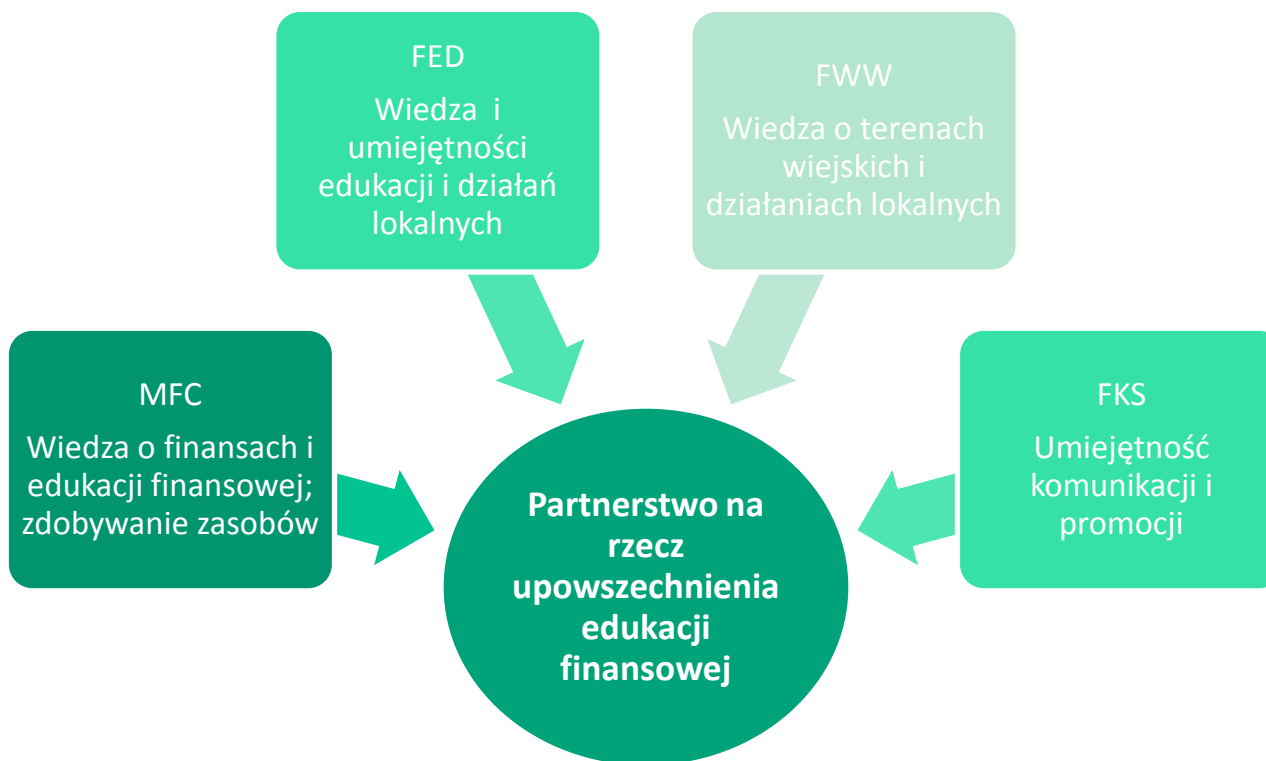 FED
Wiedza i
umiejętności
edukacji i działań
lokalnych
FWW
Wiedza o terenach
wiejskich i
działaniach lokalnych
MFC
Wiedza o finansach i
edukacji finansowej;
zdobywanie zasobów
FKS
Umiejętność
komunikacji i
promocji
Partnerstwo na
rzecz
upowszechnienia
edukacji
finansowej